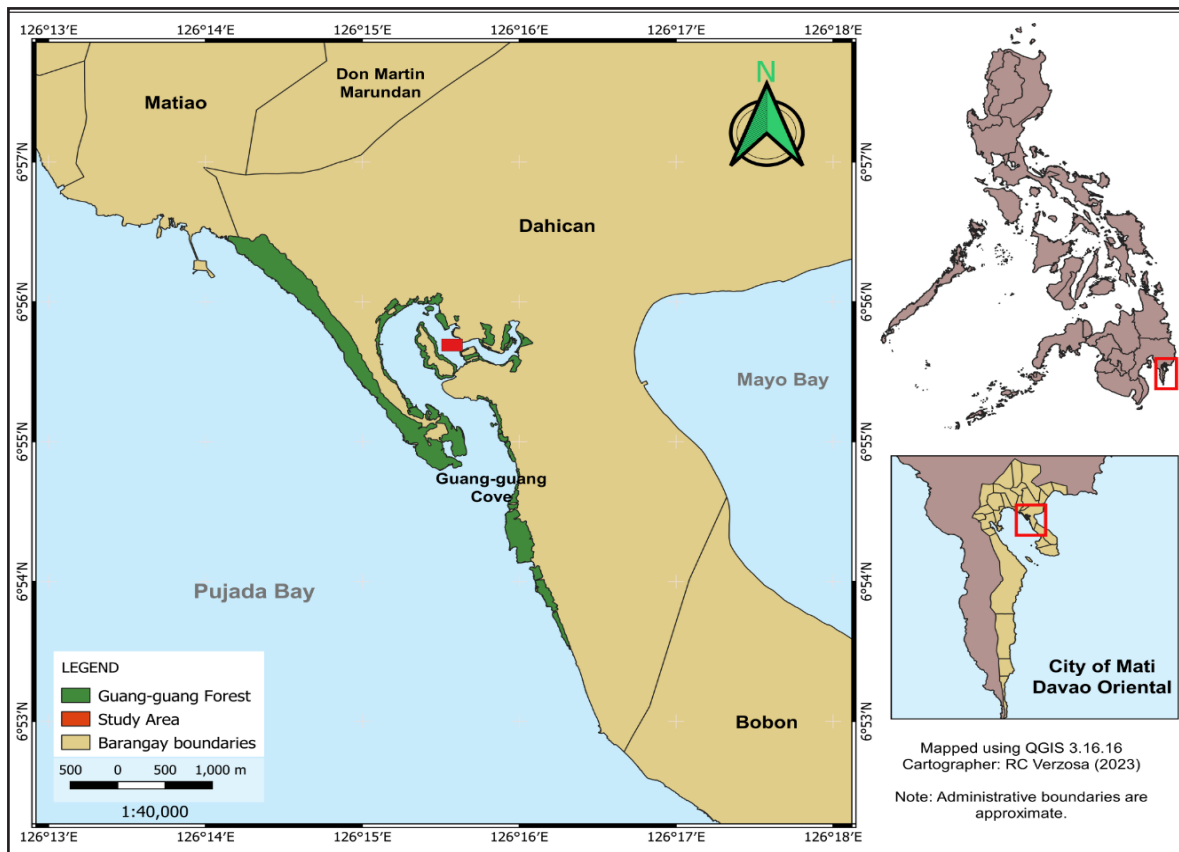 126°13'E 126°14'E 126°15'E 126°16'E 126°17'E 126°18'E
N
Don Martin
Marundan
Matiao
6°57'N 6°57'N
Dahican
6°56'N 6°56'N
Mayo Bay
6°55'N 6°55'N
Guang-guang
Cove
6°54'N 6°54'N
Pujada Bay
LEGEND
Guang-guang Forest
Study Area
Barangay boundaries
500 0 500 1,000 m
1:40,000
6°53'N 6°53'N
Bobon
126°13'E 126°14'E 126°15'E 126°16'E 126°17'E 126°18'E
City of Mati
Davao Oriental
Mapped using QGIS 3.16.16
Cartographer: RC Verzosa (2023)
Note: Administrative boundaries are
approximate.